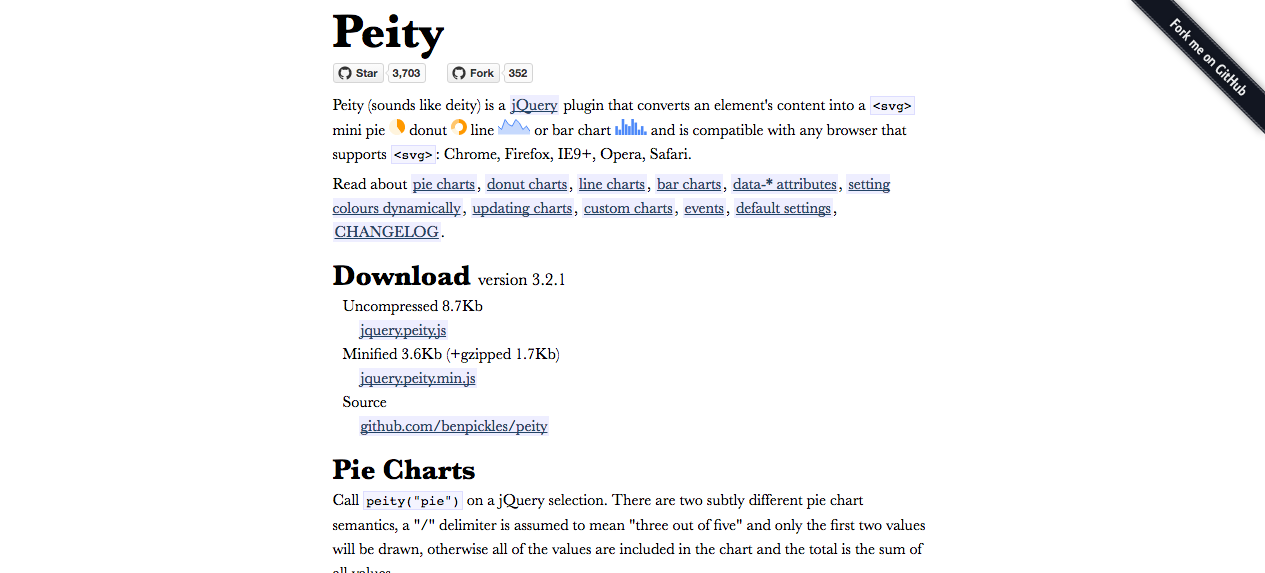 Peity
Fork me on GitHub
Star 3,703 Fork 352
Peity (sounds like deity) is a jQuery plugin that converts an element's content into a <svg>
mini pie donut line or bar chart and is compatible with any browser that
supports <svg>: Chrome, Firefox, IE9+, Opera, Safari.
Read about pie charts, donut charts, line charts, bar charts, data-* attributes, setting
colours dynamically, updating charts, custom charts, events, default settings,
CHANGELOG.
Download version 3.2.1
Uncompressed 8.7Kb
jquery.peity.js
Minified 3.6Kb (+gzipped 1.7Kb)
jquery.peity.min.js
Source
github.com/benpickles/peity
Pie Charts
Call peity("pie") on a jQuery selection. There are two subtly different pie chart
semantics, a "/" delimiter is assumed to mean "three out of five" and only the first two values
will be drawn, otherwise all of the values are included in the chart and the total is the sum of
all values.